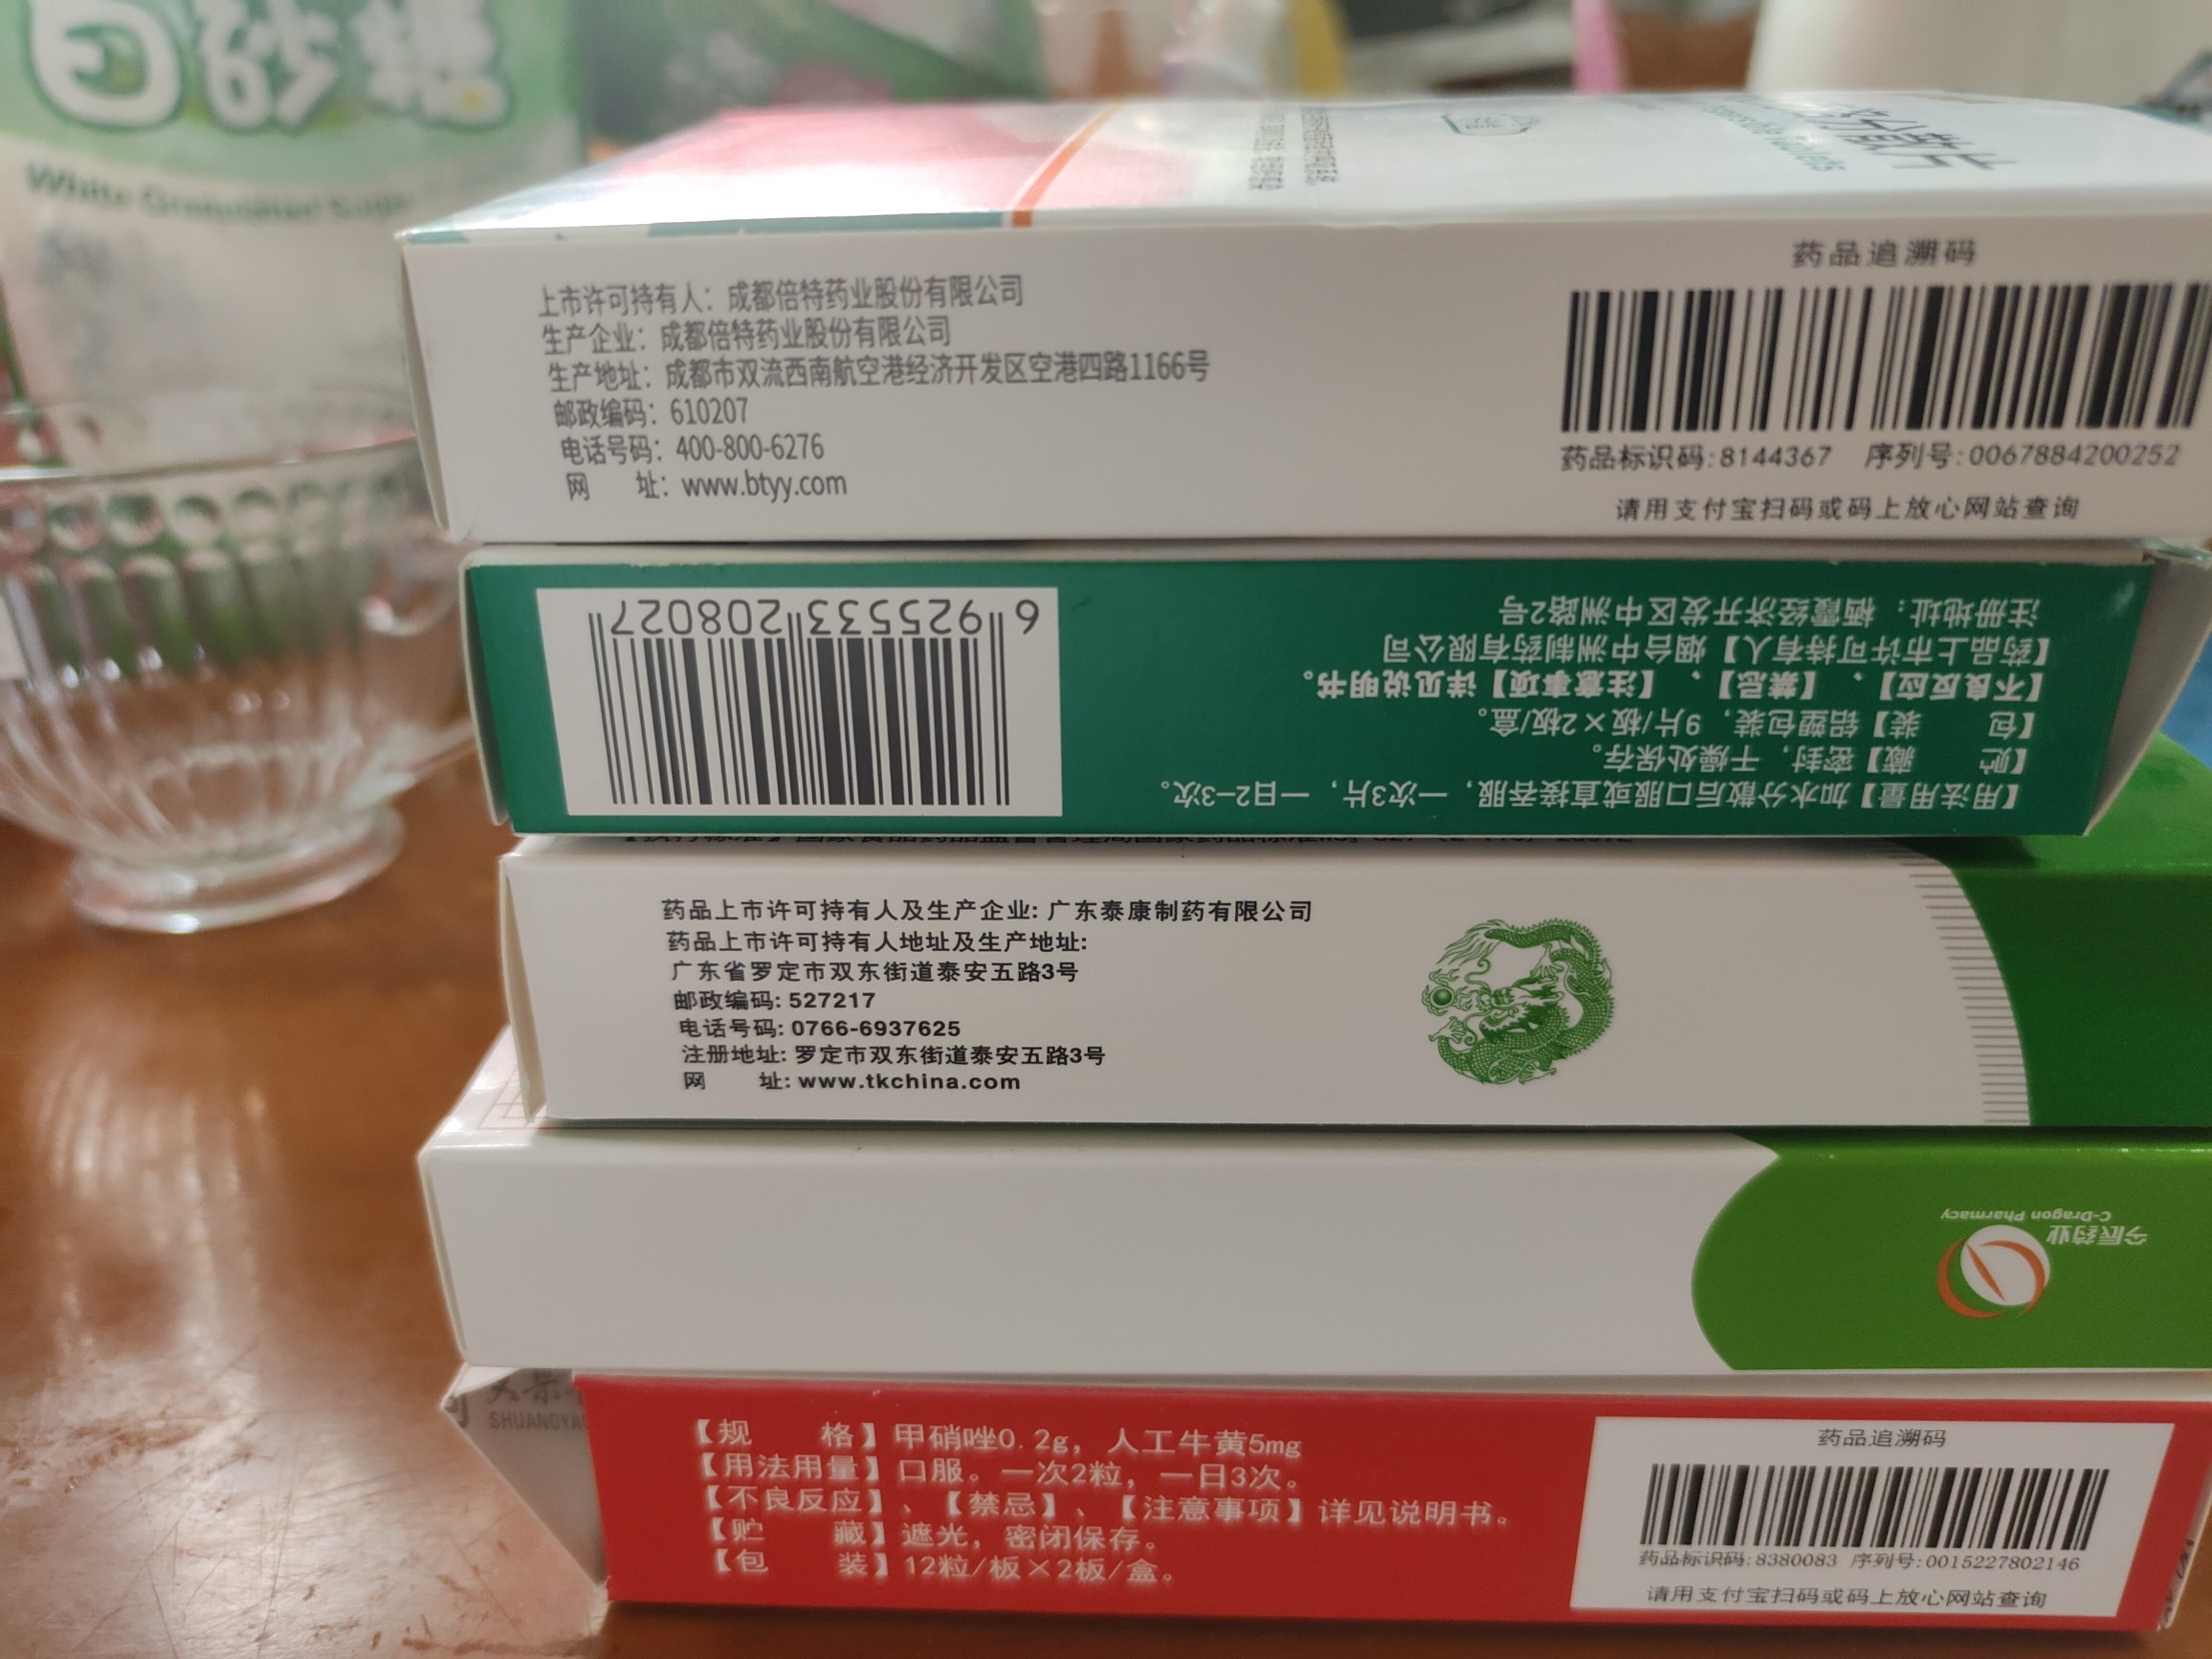 白砂糖
White Granulated Sugar
分散片
药品追溯码
上市许可持有人：成都倍特药业股份有限公司
生产企业：成都倍特药业股份有限公司
生产地址：成都市双流西南航空港经济开发区空港四路1166号
邮政编码：610207
电话号码：400-800-6276
网 址：www.btyy.com
药品标识码:8144367 序列号:0067884200252
请用支付宝扫码或码上放心网站查询
【用法用量】加水分散后口服或直接吞服，一次3片，一日2—3次。
【贮 藏】密封，干燥处保存。
【包 装】铝塑包装，9片/板×2板/盒。
【不良反应】、【禁忌】、【注意事项】详见说明书。
【药品上市许可持有人】烟台中洲制药有限公司
注册地址：栖霞经济开发区中洲路2号
6 925533 208027
药品上市许可持有人及生产企业: 广东泰康制药有限公司
药品上市许可持有人地址及生产地址:
广东省罗定市双东街道泰安五路3号
邮政编码: 527217
电话号码: 0766-6937625
注册地址: 罗定市双东街道泰安五路3号
网 址: www.tkchina.com
今辰药业
C-Dragon Pharmacy
【规 格】甲硝唑0.2g，人工牛黄5mg
【用法用量】口服。一次2粒，一日3次。
【不良反应】、【禁忌】、【注意事项】详见说明书。
【贮 藏】遮光，密闭保存。
【包 装】12粒/板×2板/盒。
药品追溯码
药品标识码:8380083 序列号:0015227802146
请用支付宝扫码或码上放心网站查询